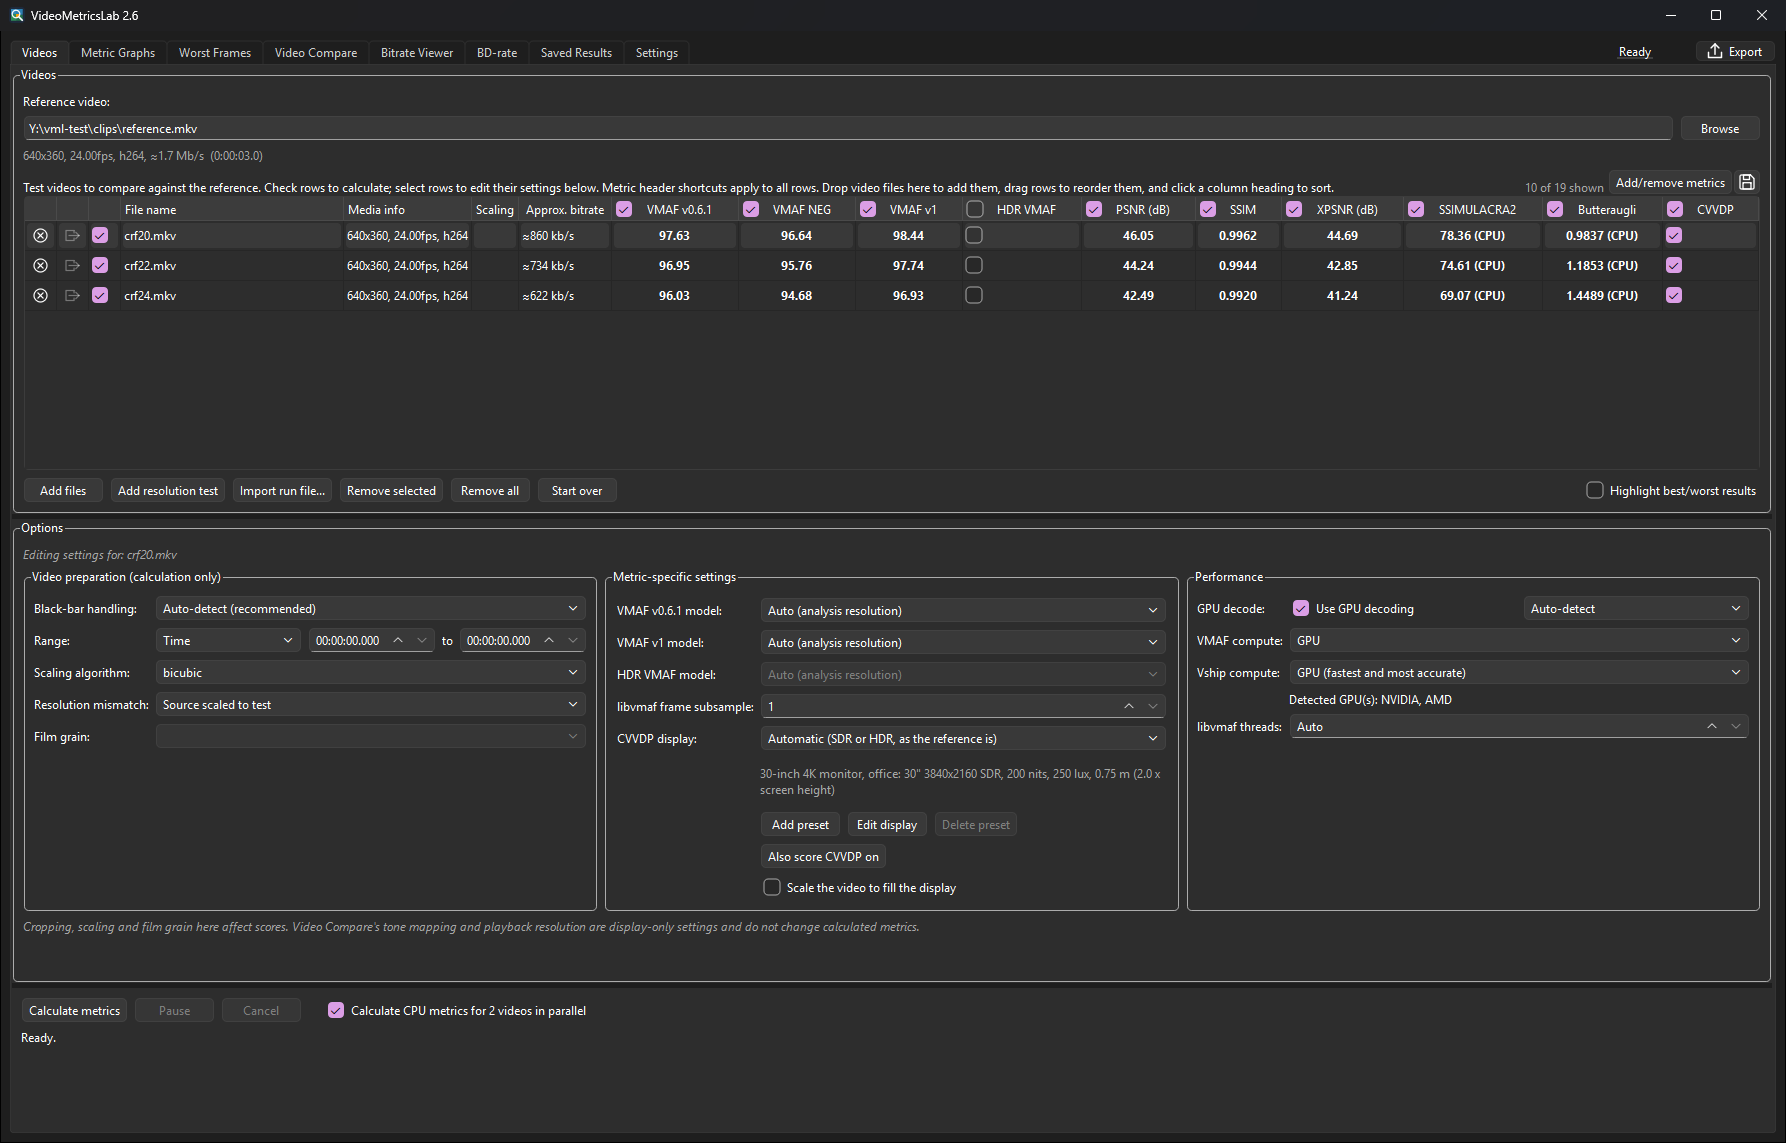 VideoMetricsLab 2.6
Videos Metric Graphs Worst Frames Video Compare Bitrate Viewer BD-rate Saved Results Settings Ready Export
Videos
Reference video:
Y:\vml-test\clips\reference.mkv Browse
640x360, 24.00fps, h264, ≈1.7 Mb/s (0:00:03.0)
Test videos to compare against the reference. Check rows to calculate; select rows to edit their settings below. Metric header shortcuts apply to all rows. Drop video files here to add them, drag rows to reorder them, and click a column heading to sort. 10 of 19 shown Add/remove metrics
File name Media info Scaling Approx. bitrate VMAF v0.6.1 VMAF NEG VMAF v1 HDR VMAF PSNR (dB) SSIM XPSNR (dB) SSIMULACRA2 Butteraugli CVVDP
crf20.mkv 640x360, 24.00fps, h264 ≈860 kb/s 97.63 96.64 98.44 46.05 0.9962 44.69 78.36 (CPU) 0.9837 (CPU)
crf22.mkv 640x360, 24.00fps, h264 ≈734 kb/s 96.95 95.76 97.74 44.24 0.9944 42.85 74.61 (CPU) 1.1853 (CPU)
crf24.mkv 640x360, 24.00fps, h264 ≈622 kb/s 96.03 94.68 96.93 42.49 0.9920 41.24 69.07 (CPU) 1.4489 (CPU)
Add files Add resolution test Import run file... Remove selected Remove all Start over Highlight best/worst results
Options
Editing settings for: crf20.mkv
Video preparation (calculation only)
Black-bar handling: Auto-detect (recommended)
Range: Time 00:00:00.000 to 00:00:00.000
Scaling algorithm: bicubic
Resolution mismatch: Source scaled to test
Film grain:
Metric-specific settings
VMAF v0.6.1 model: Auto (analysis resolution)
VMAF v1 model: Auto (analysis resolution)
HDR VMAF model: Auto (analysis resolution)
libvmaf frame subsample: 1
CVVDP display: Automatic (SDR or HDR, as the reference is)
30-inch 4K monitor, office: 30" 3840x2160 SDR, 200 nits, 250 lux, 0.75 m (2.0 x
screen height)
Add preset Edit display Delete preset
Also score CVVDP on
Scale the video to fill the display
Performance
GPU decode: Use GPU decoding Auto-detect
VMAF compute: GPU
Vship compute: GPU (fastest and most accurate)
Detected GPU(s): NVIDIA, AMD
libvmaf threads: Auto
Cropping, scaling and film grain here affect scores. Video Compare's tone mapping and playback resolution are display-only settings and do not change calculated metrics.
Calculate metrics Pause Cancel Calculate CPU metrics for 2 videos in parallel
Ready.